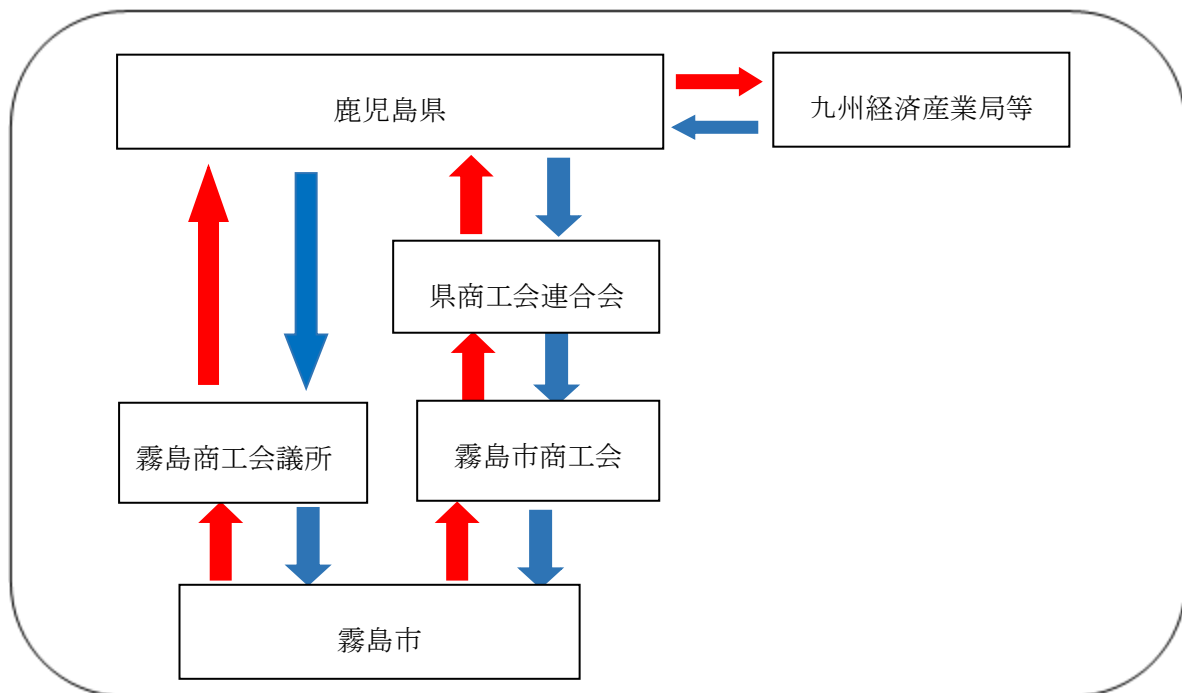 鹿児島県
九州経済産業局等
県商工会連合会
霧島商工会議所
霧島市商工会
霧島市